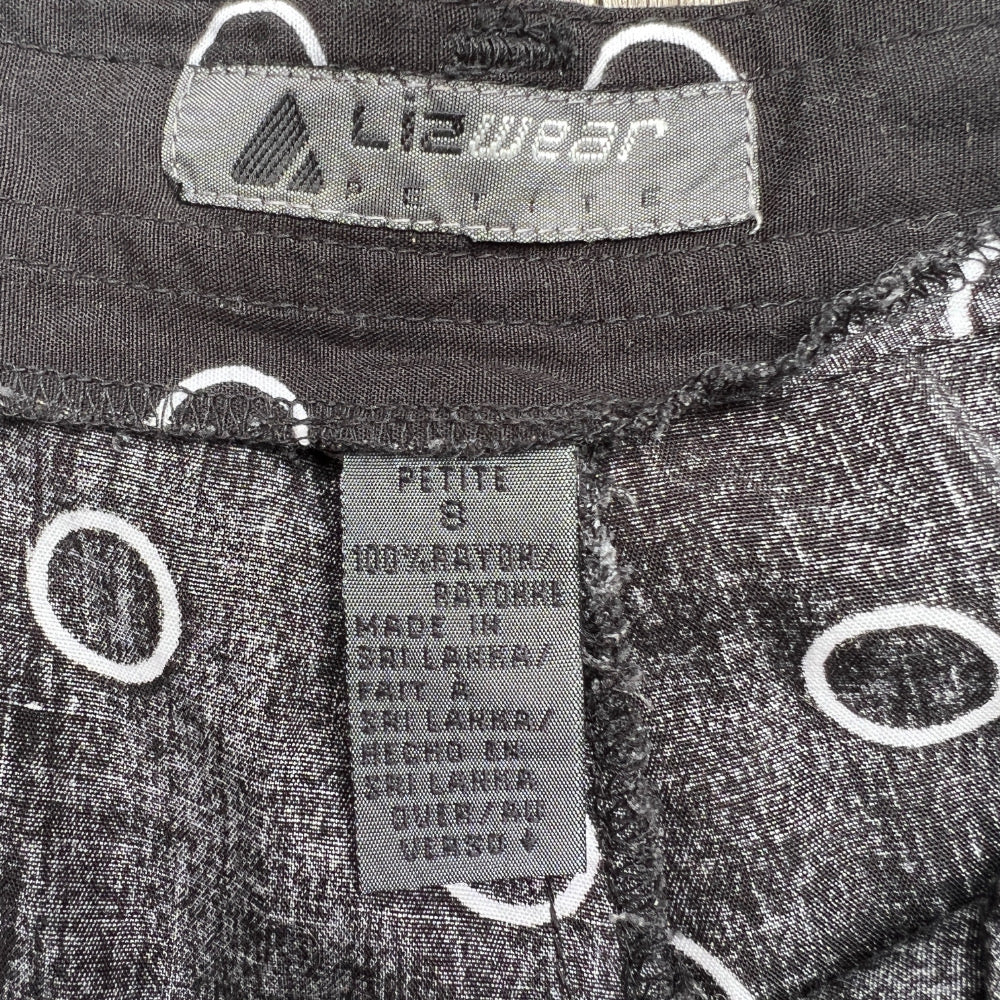 Lizwear
PETITE
PETITE
8
100% RAYON/
RAYONNE
MADE IN
SRI LANKA/
FAIT A
SRI LANKA/
HECHO EN
SRI LANKA
OVER/AU
VERSO ↓